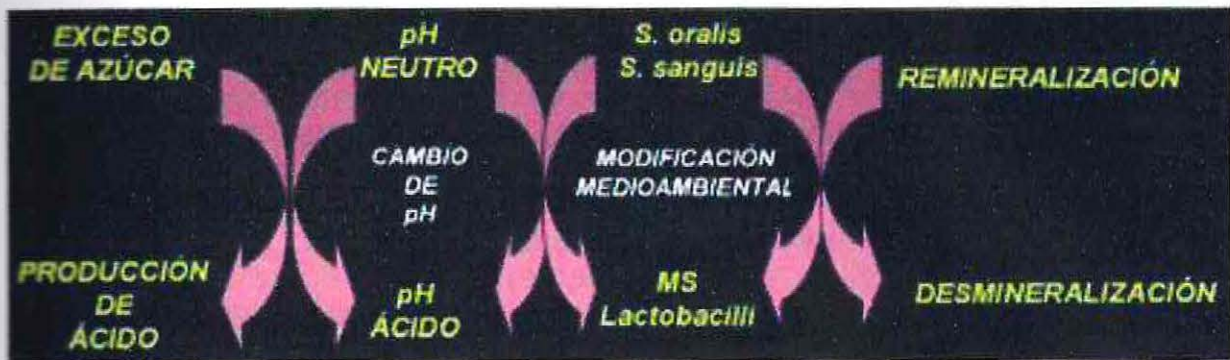 EXCESO
DE AZÚCAR
pH
NEUTRO
S. oralis
S. sanguis
REMINERALIZACIÓN
CAMBIO
DE
pH
MODIFICACIÓN
MEDIOAMBIENTAL
PRODUCCIÓN
DE
ÁCIDO
pH
ÁCIDO
MS
Lactobacilli
DESMINERALIZACIÓN